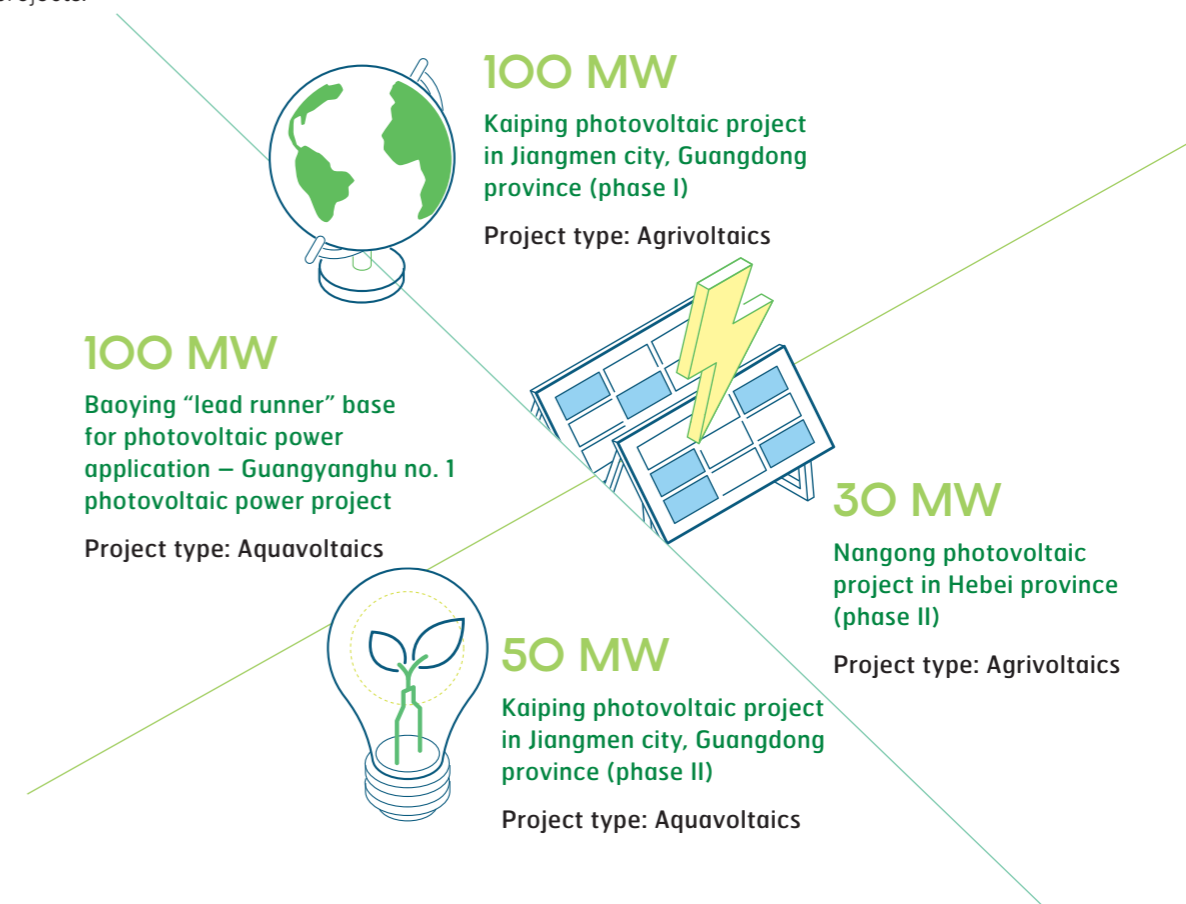 100 MW
Kaiping photovoltaic project
in Jiangmen city, Guangdong
province (phase I)
Project type: Agrivoltaics
100 MW
Baoying “lead runner” base
for photovoltaic power
application – Guangyanghu no. 1
photovoltaic power project
Project type: Aquavoltaics
30 MW
Nangong photovoltaic
project in Hebei province
(phase II)
Project type: Agrivoltaics
50 MW
Kaiping photovoltaic project
in Jiangmen city, Guangdong
province (phase II)
Project type: Aquavoltaics